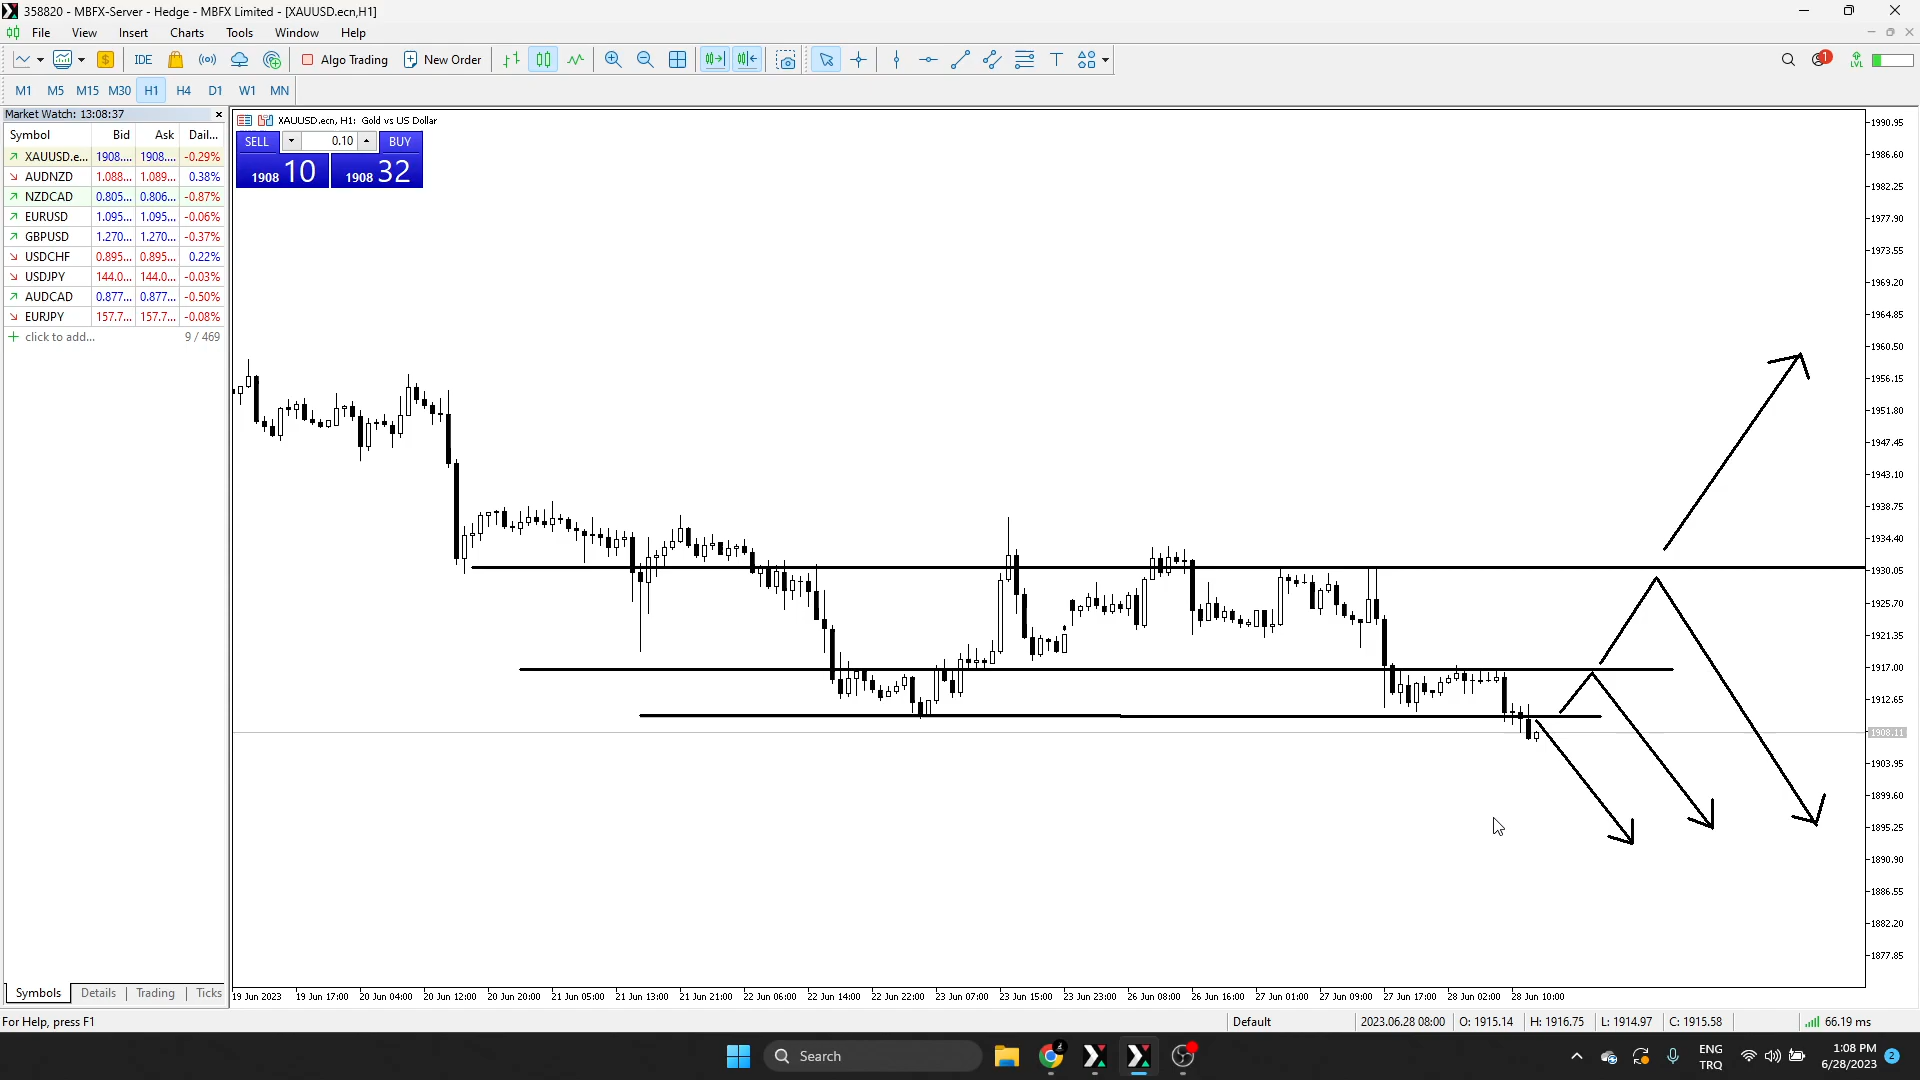 358820 - MBFX-Server - Hedge - MBFX Limited - [XAUUSD.ecn,H1]
File View Insert Charts Tools Window Help
IDE Algo Trading New Order 1 LVL
M1 M5 M15 M30 H1 H4 D1 W1 MN
Market Watch: 13:08:37
Symbol Bid Ask Dail...
XAUUSD.e... 1908.... 1908.... -0.29%
AUDNZD 1.088... 1.089... 0.38%
NZDCAD 0.805... 0.806... -0.87%
EURUSD 1.095... 1.095... -0.06%
GBPUSD 1.270... 1.270... -0.37%
USDCHF 0.895... 0.895... 0.22%
USDJPY 144.0... 144.0... -0.03%
AUDCAD 0.877... 0.877... -0.50%
EURJPY 157.7... 157.7... -0.08%
click to add... 9 / 469
Symbols Details Trading Ticks
XAUUSD.ecn, H1: Gold vs US Dollar
SELL 0.10 BUY
1908 10 1908 32
1990.95
1986.60
1982.25
1977.90
1973.55
1969.20
1964.85
1960.50
1956.15
1951.80
1947.45
1943.10
1938.75
1934.40
1930.05
1925.70
1921.35
1917.00
1912.65
1908.11
1903.95
1899.60
1895.25
1890.90
1886.55
1882.20
1877.85
19 Jun 2023 19 Jun 17:00 20 Jun 04:00 20 Jun 12:00 20 Jun 20:00 21 Jun 05:00 21 Jun 13:00 21 Jun 21:00 22 Jun 06:00 22 Jun 14:00 22 Jun 22:00 23 Jun 07:00 23 Jun 15:00 23 Jun 23:00 26 Jun 08:00 26 Jun 16:00 27 Jun 01:00 27 Jun 09:00 27 Jun 17:00 28 Jun 02:00 28 Jun 10:00
For Help, press F1 Default 2023.06.28 08:00 O: 1915.14 H: 1916.75 L: 1914.97 C: 1915.58 66.19 ms
Search ENG 1:08 PM
TRQ 6/28/2023 2